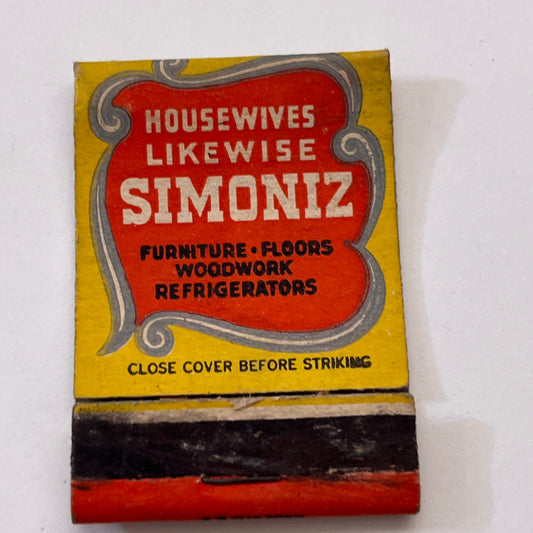 HOUSEWIVES
LIKEWISE
SIMONIZ
FURNITURE • FLOORS
WOODWORK
REFRIGERATORS
CLOSE COVER BEFORE STRIKING